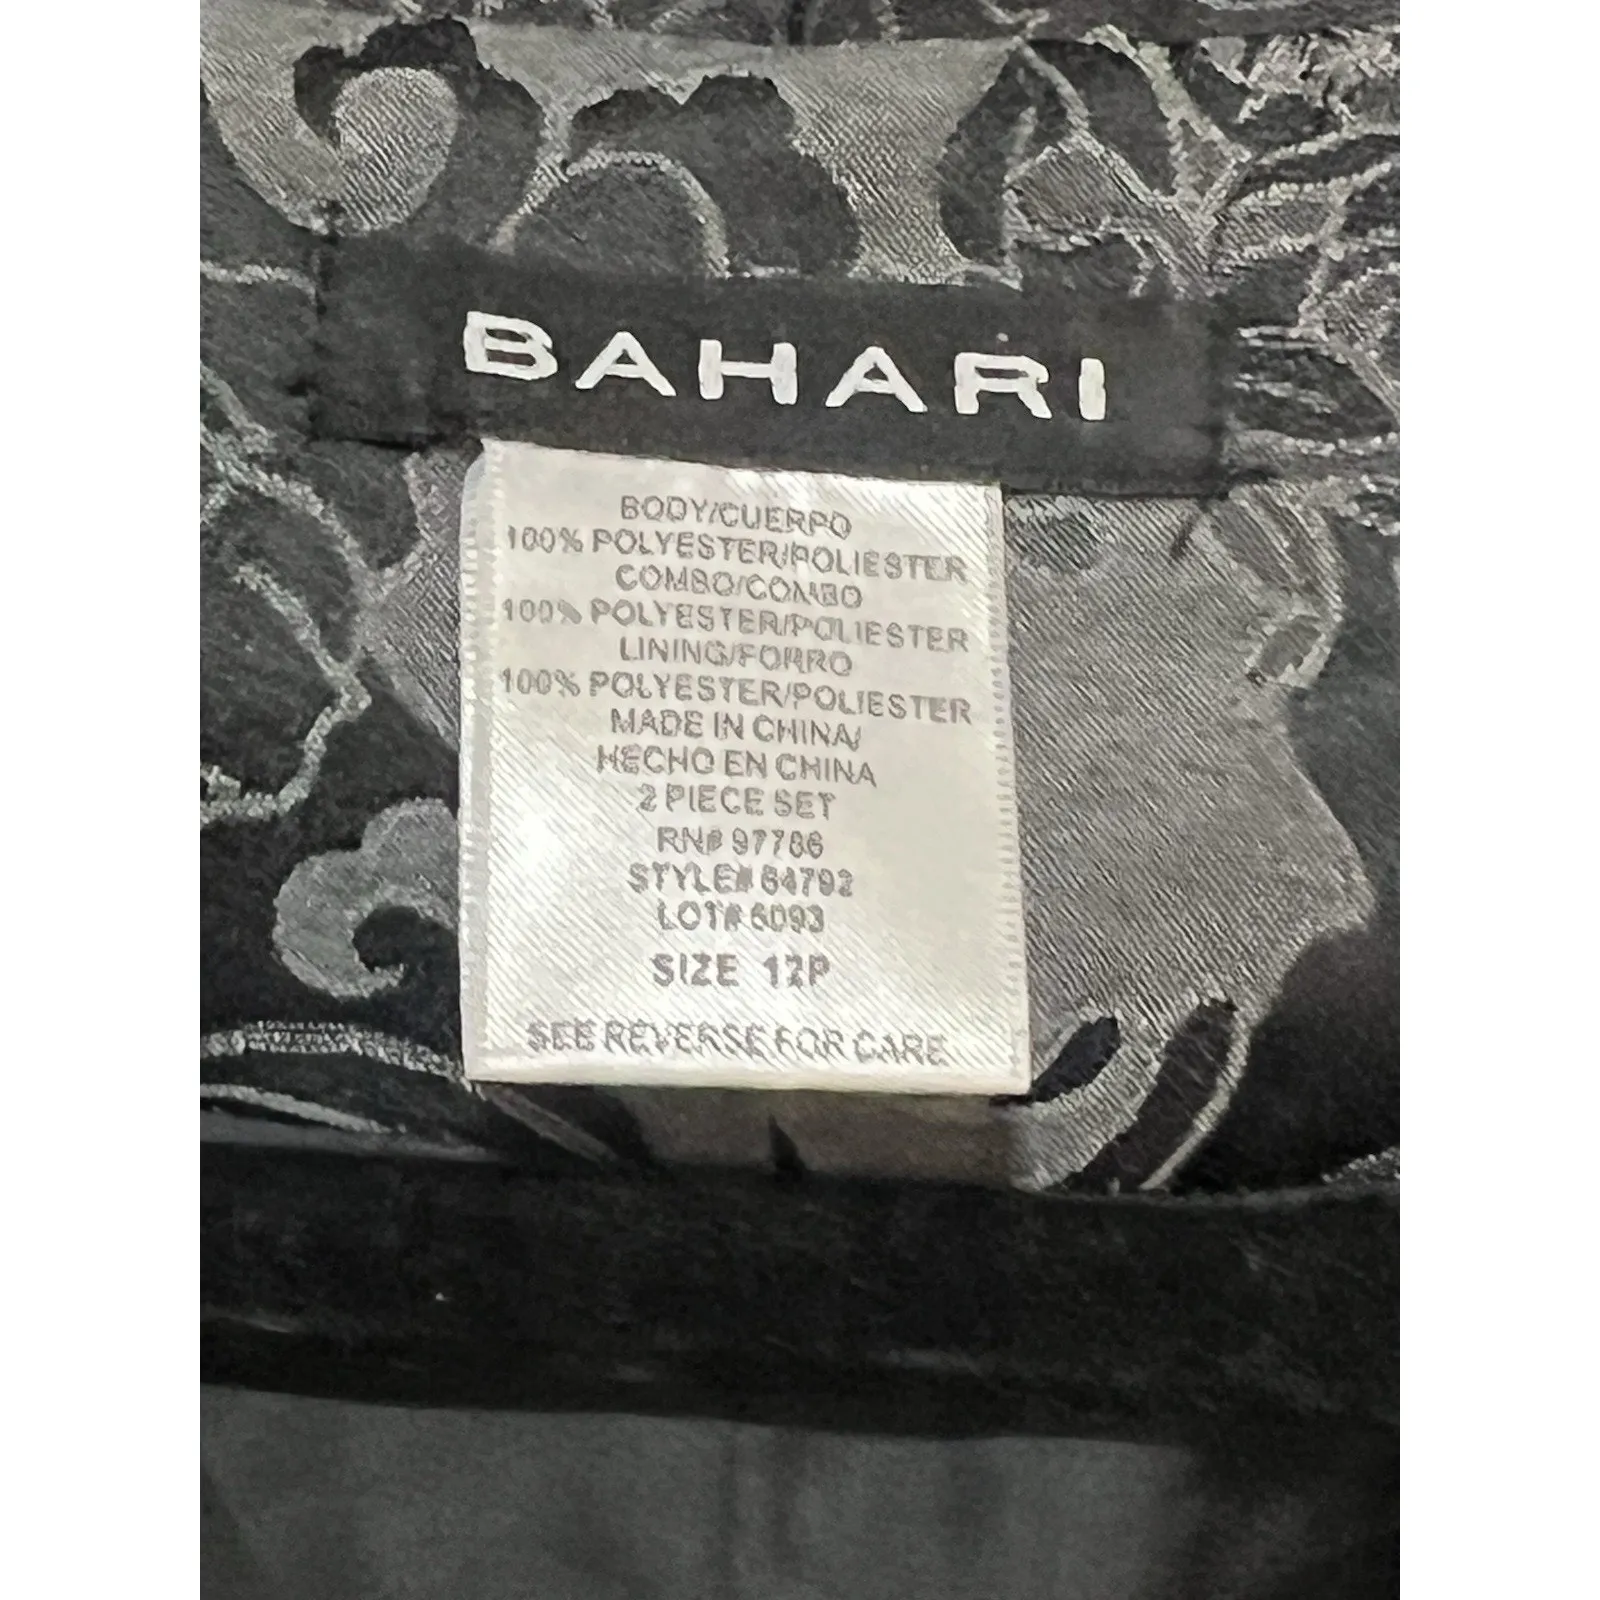 BAHARI
BODY/CUERPO
100% POLYESTER/POLIESTER
COMBO/COMBO
100% POLYESTER/POLIESTER
LINING/FORRO
100% POLYESTER/POLIESTER
MADE IN CHINA/
HECHO EN CHINA
2 PIECE SET
RN# 97786
STYLE# 64792
LOT# 6093
SIZE 12P
SEE REVERSE FOR CARE